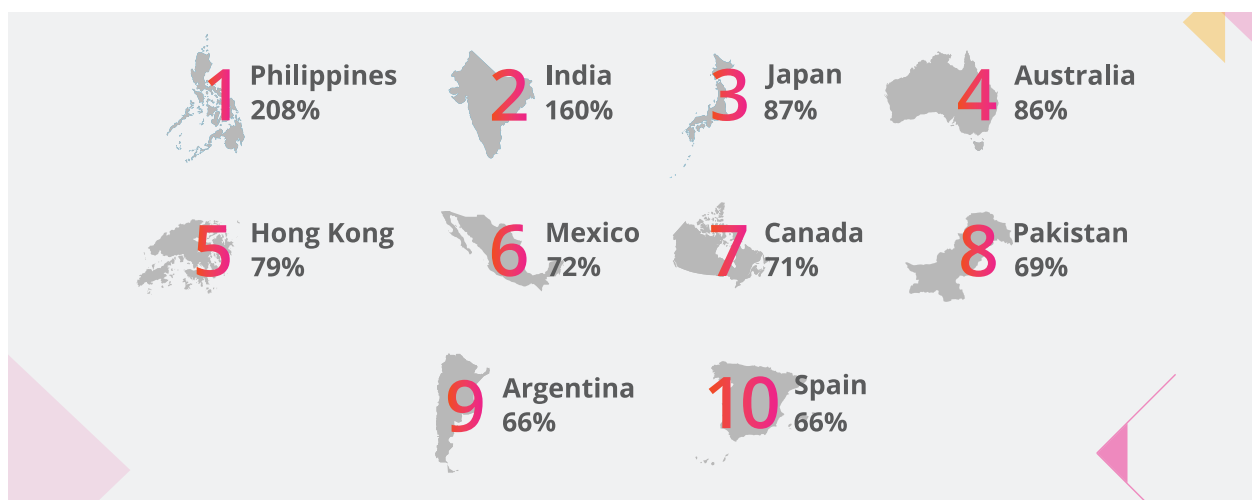 1
Philippines
208%
2
India
160%
3
Japan
87%
4
Australia
86%
5
Hong Kong
79%
6
Mexico
72%
7
Canada
71%
8
Pakistan
69%
9
Argentina
66%
10
Spain
66%